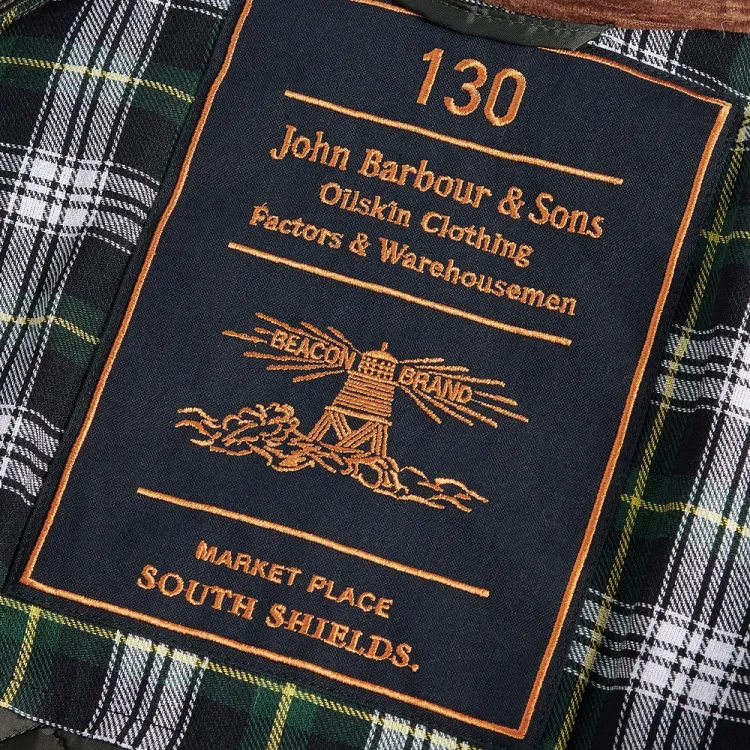 130
John Barbour & Sons
Oilskin Clothing
Factors & Warehousemen
BEACON BRAND
MARKET PLACE
SOUTH SHIELDS.